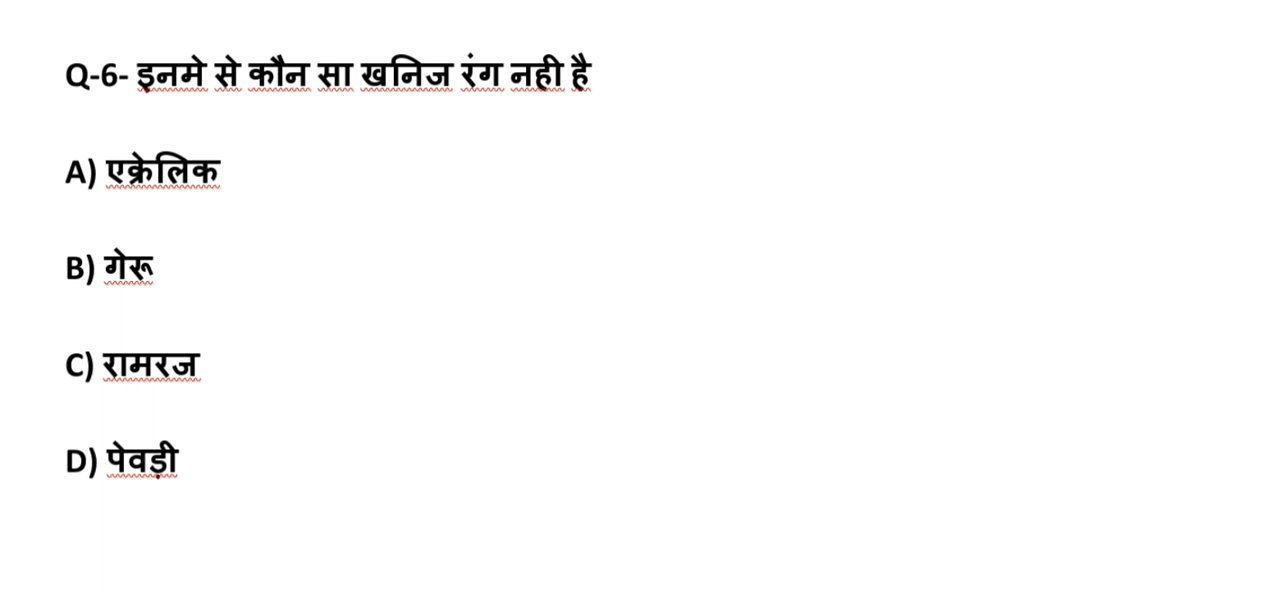 Q-6- इनमे से कौन सा खनिज रंग नही है
A) एक्रेलिक
B) गेरू
C) रामरज
D) पेवड़ी